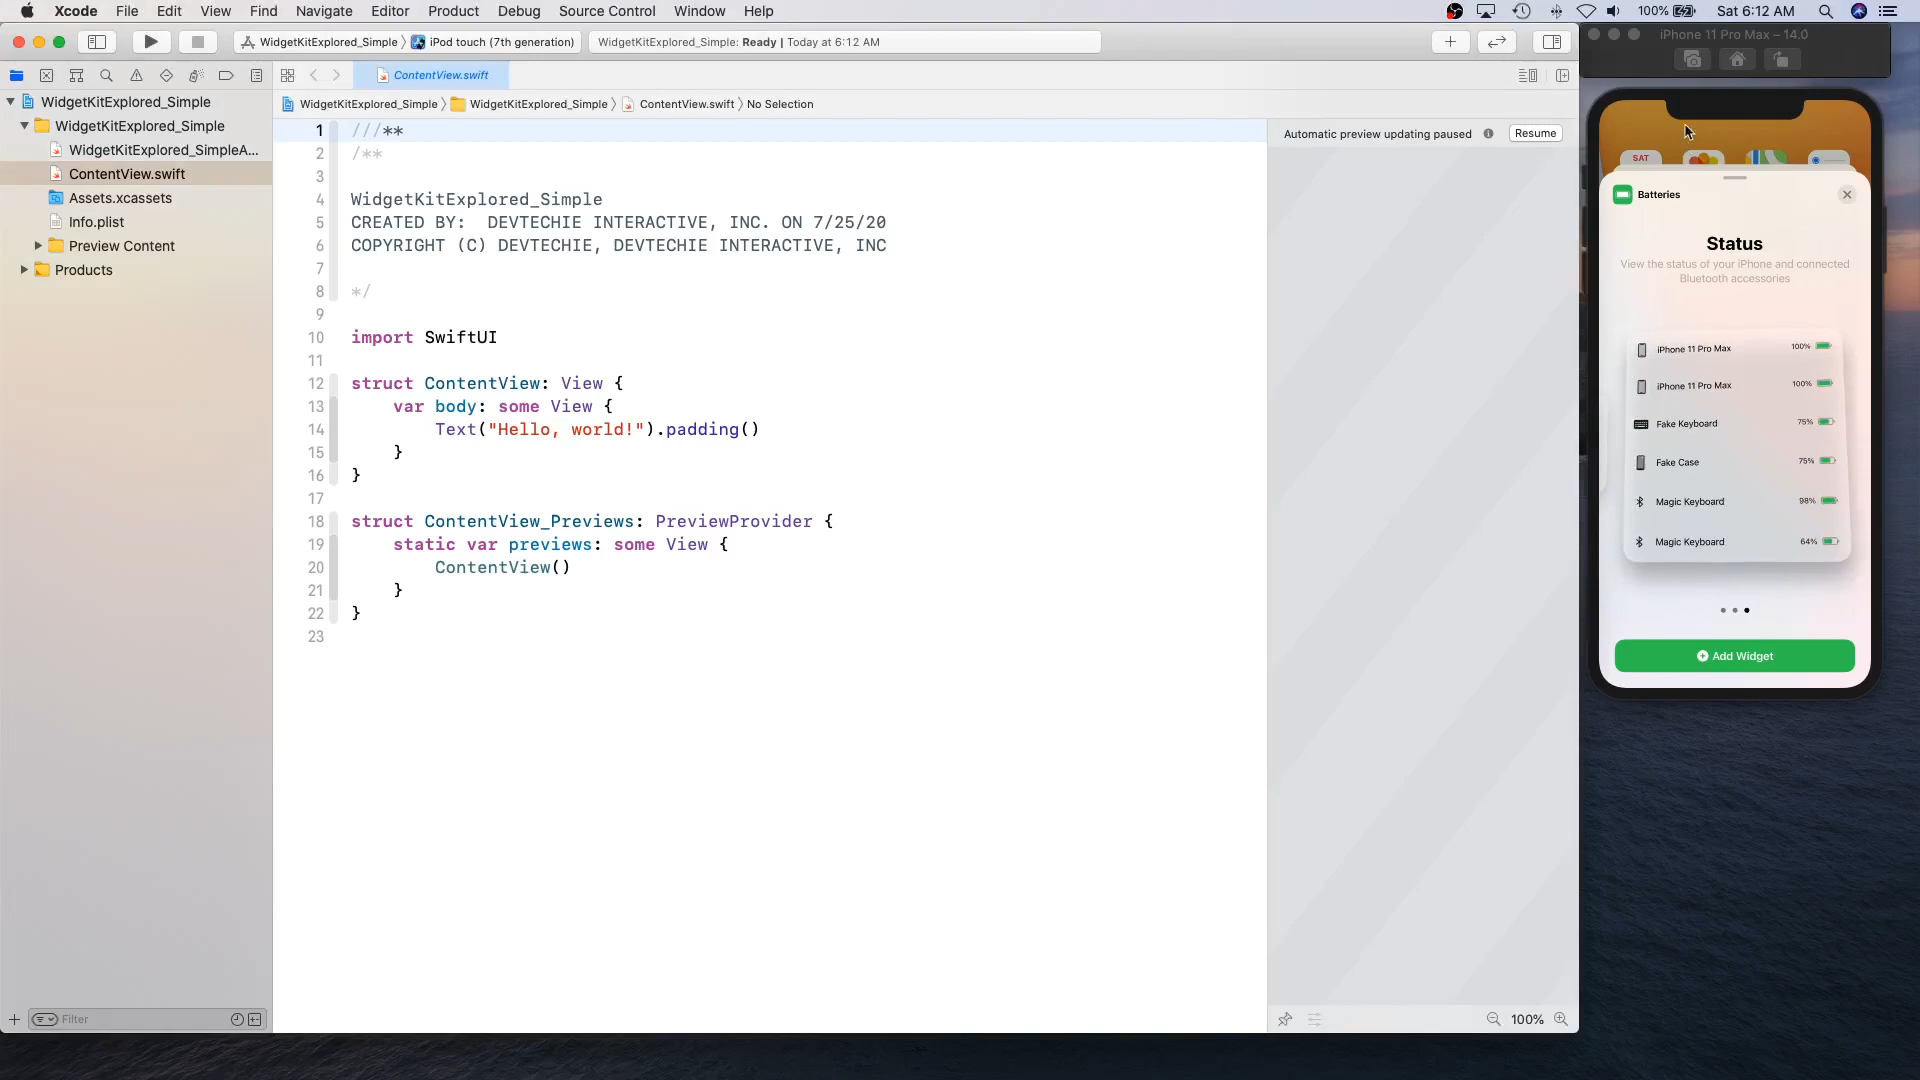 Xcode File Edit View Find Navigate Editor Product Debug Source Control Window Help
100% Sat 6:12 AM
WidgetKitExplored_Simple iPod touch (7th generation)
WidgetKitExplored_Simple: Ready | Today at 6:12 AM
iPhone 11 Pro Max – 14.0
ContentView.swift
WidgetKitExplored_Simple
WidgetKitExplored_Simple
WidgetKitExplored_SimpleA...
ContentView.swift
Assets.xcassets
Info.plist
Preview Content
Products
Filter
WidgetKitExplored_Simple WidgetKitExplored_Simple ContentView.swift No Selection
1 ///**
2 /**
3
4 WidgetKitExplored_Simple
5 CREATED BY:  DEVTECHIE INTERACTIVE, INC. ON 7/25/20
6 COPYRIGHT (C) DEVTECHIE, DEVTECHIE INTERACTIVE, INC
7
8 */
9
10 import SwiftUI
11
12 struct ContentView: View {
13     var body: some View {
14         Text("Hello, world!").padding()
15     }
16 }
17
18 struct ContentView_Previews: PreviewProvider {
19     static var previews: some View {
20         ContentView()
21     }
22 }
23
Automatic preview updating paused Resume
100%
SAT
Batteries
Status
View the status of your iPhone and connected
Bluetooth accessories
iPhone 11 Pro Max 100%
iPhone 11 Pro Max 100%
Fake Keyboard 75%
Fake Case 75%
Magic Keyboard 98%
Magic Keyboard 64%
Add Widget